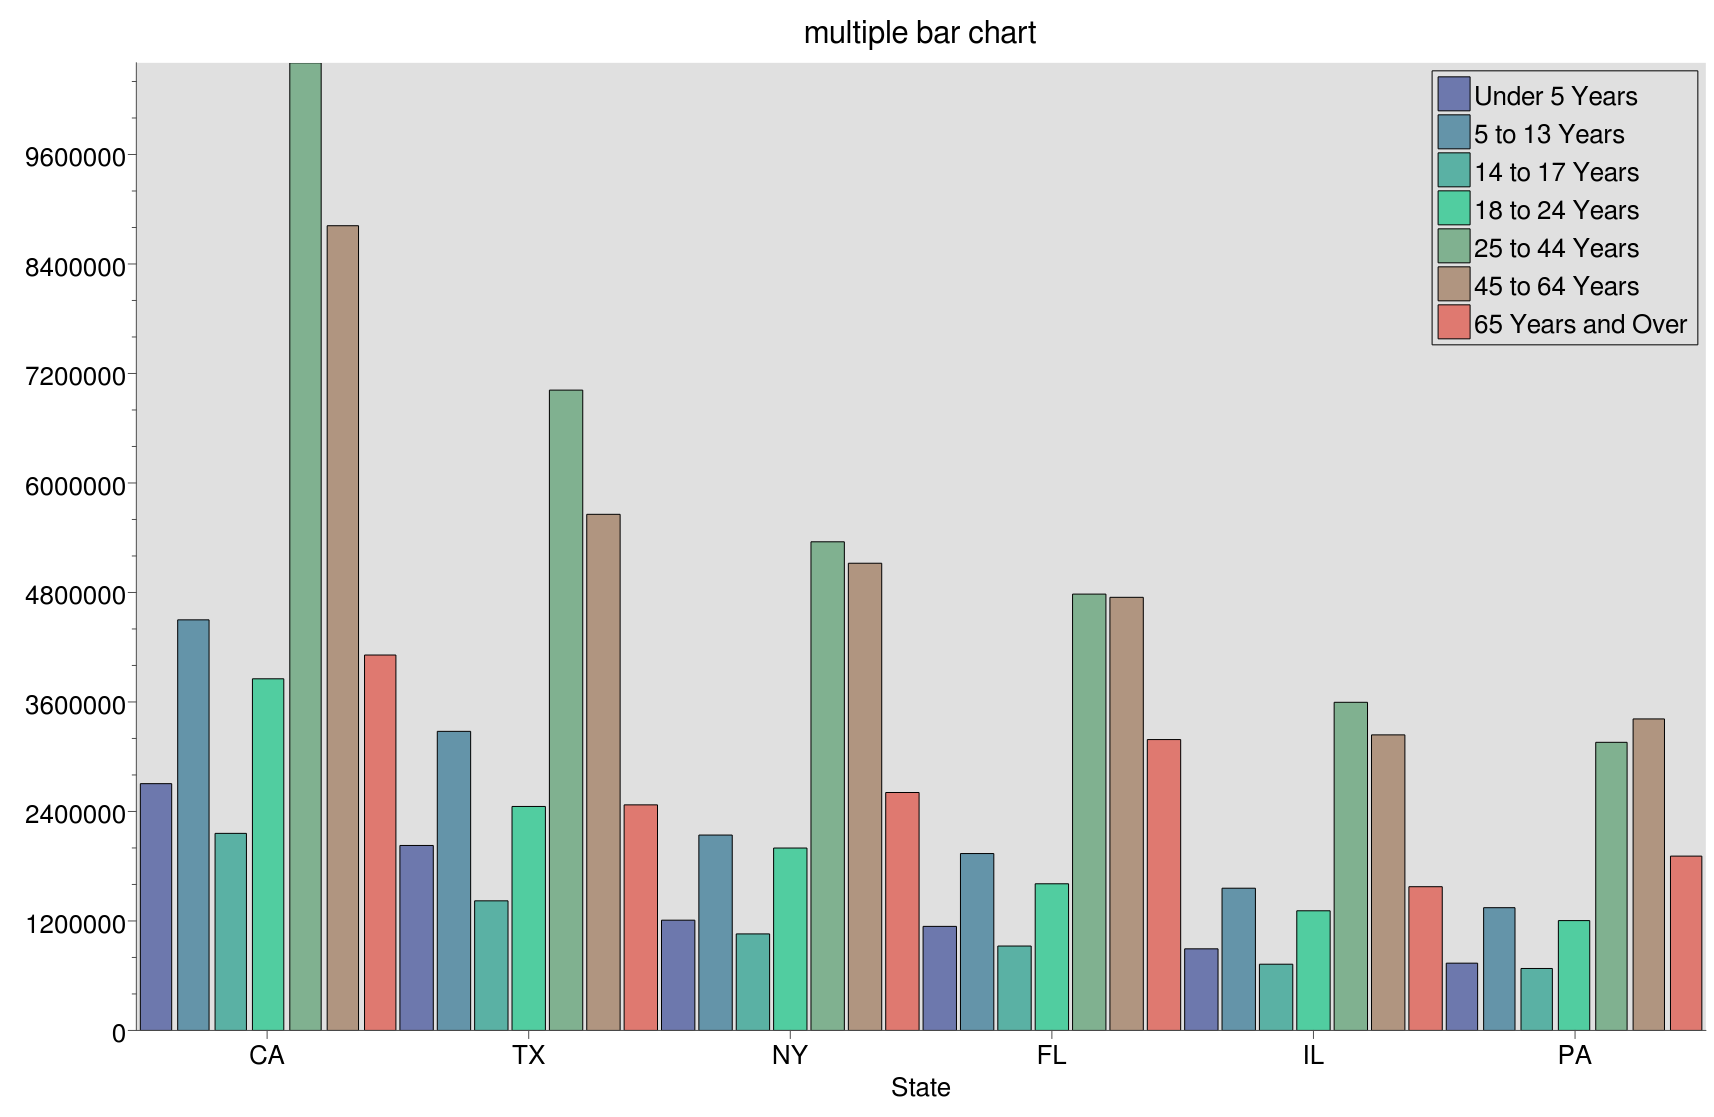 multiple bar chart
9600000
8400000
7200000
6000000
4800000
3600000
2400000
1200000
0
Under 5 Years
5 to 13 Years
14 to 17 Years
18 to 24 Years
25 to 44 Years
45 to 64 Years
65 Years and Over
CA TX NY FL IL PA
State